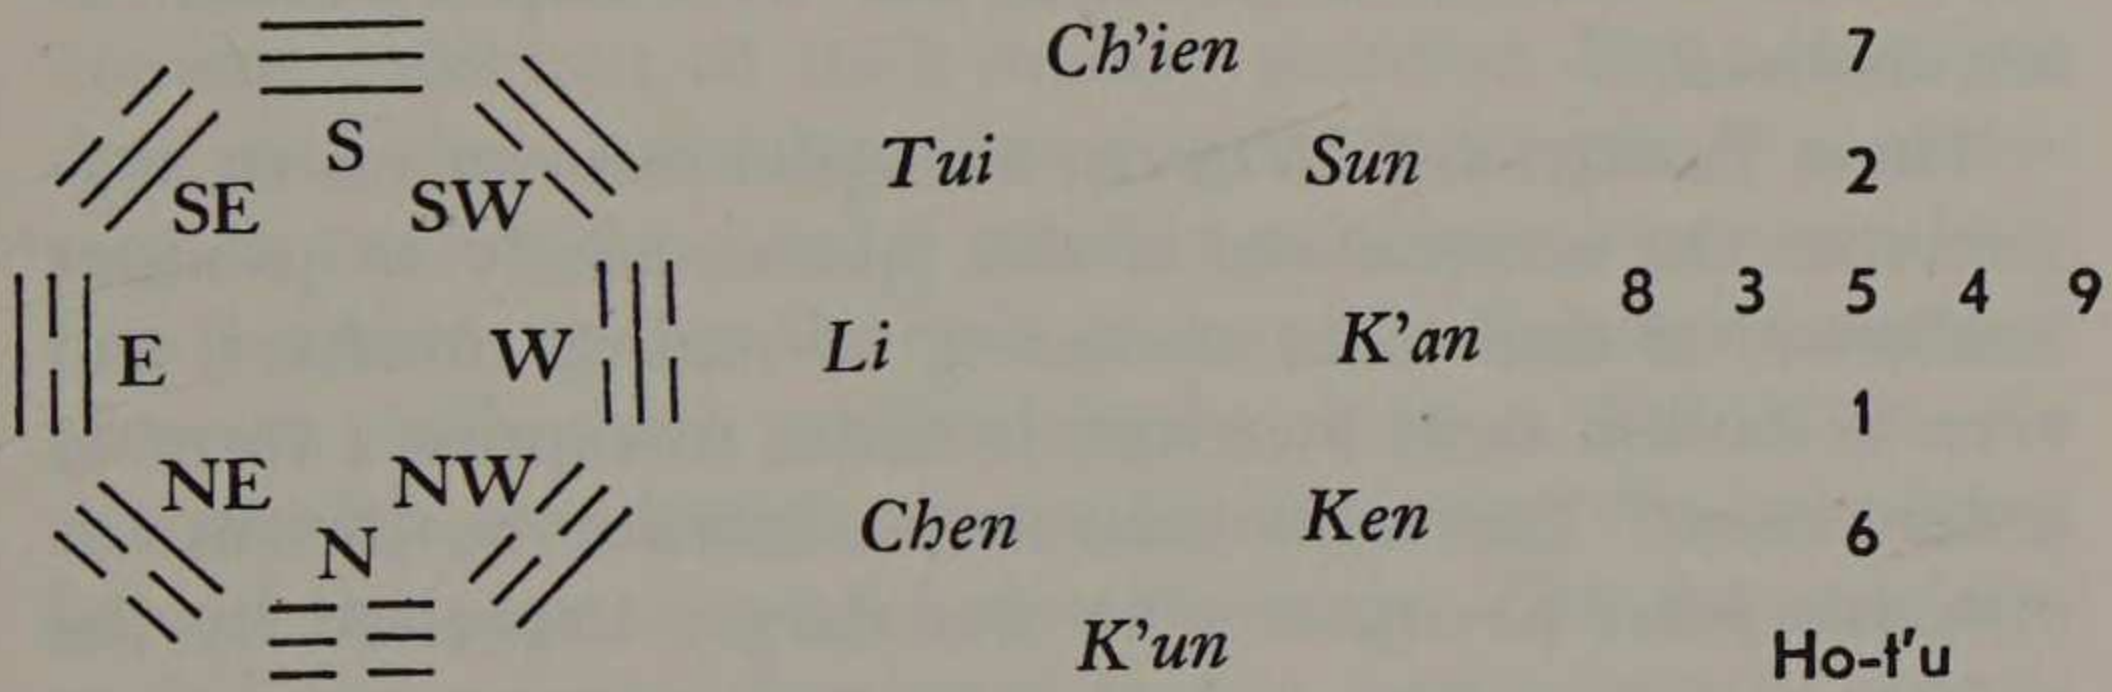 Ch'ien 7
S
Tui Sun 2
SE SW
8 3 5 4 9
E W Li K'an
1
NE NW
Chen Ken 6
N
K'un Ho-t'u